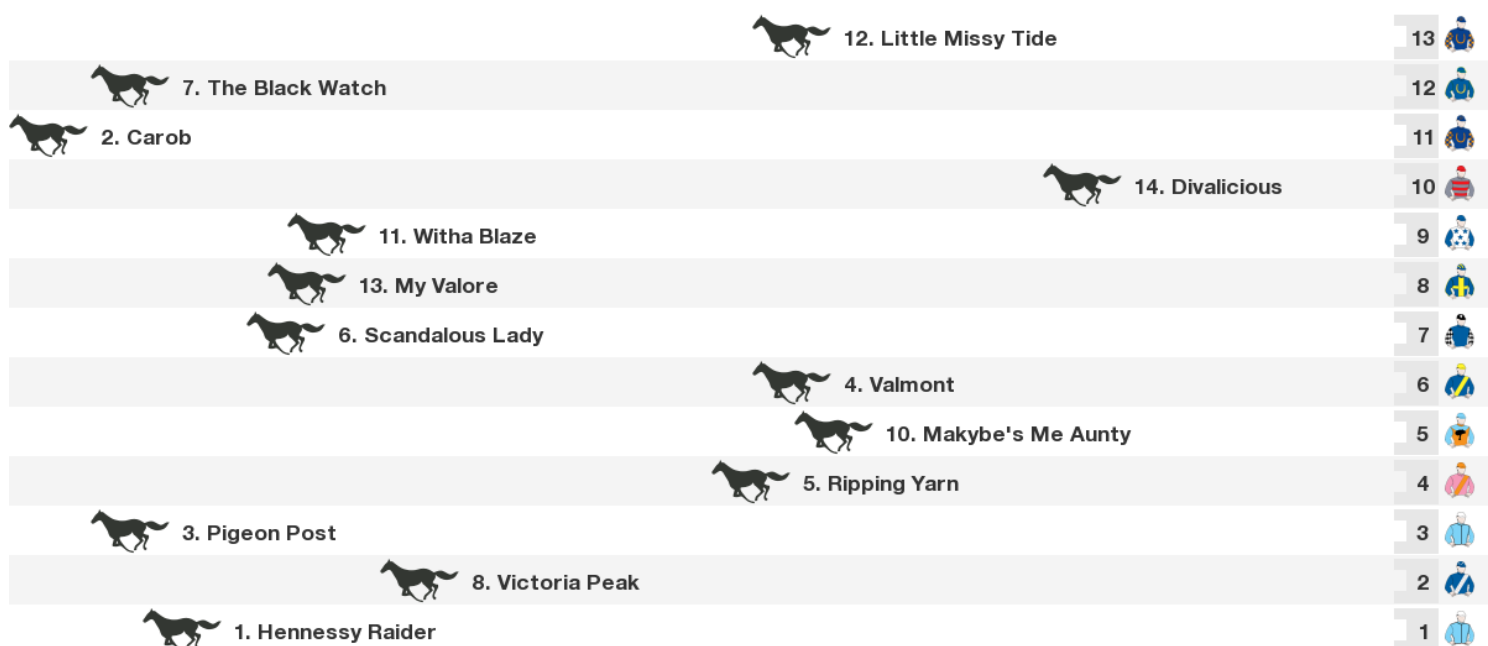 12. Little Missy Tide 13
7. The Black Watch 12
2. Carob 11
14. Divalicious 10
11. Witha Blaze 9
13. My Valore 8
6. Scandalous Lady 7
4. Valmont 6
10. Makybe's Me Aunty 5
5. Ripping Yarn 4
3. Pigeon Post 3
8. Victoria Peak 2
1. Hennessy Raider 1